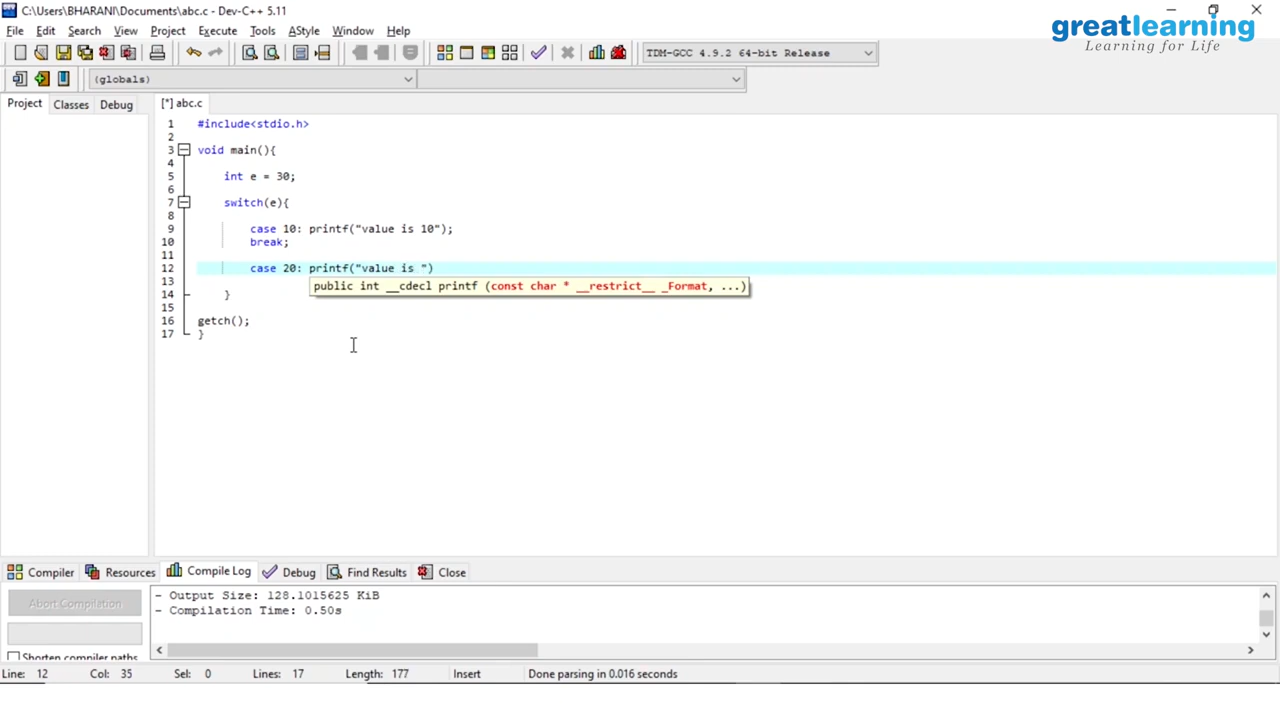 C:\Users\BHARANI\Documents\abc.c - Dev-C++ 5.11
greatlearning
Learning for Life
File Edit Search View Project Execute Tools AStyle Window Help
TDM-GCC 4.9.2 64-bit Release
(globals)
Project Classes Debug
[*] abc.c
1 #include<stdio.h>
2
3 void main(){
4
5 int e = 30;
6
7 switch(e){
8
9 case 10: printf("value is 10");
10 break;
11
12 case 20: printf("value is ")
13 public int __cdecl printf (const char * __restrict__ _Format, ...)
14 }
15
16 getch();
17 }
Compiler Resources Compile Log Debug Find Results Close
Abort Compilation
- Output Size: 128.1015625 KiB
- Compilation Time: 0.50s
Shorten compiler paths
Line: 12 Col: 35 Sel: 0 Lines: 17 Length: 177 Insert Done parsing in 0.016 seconds